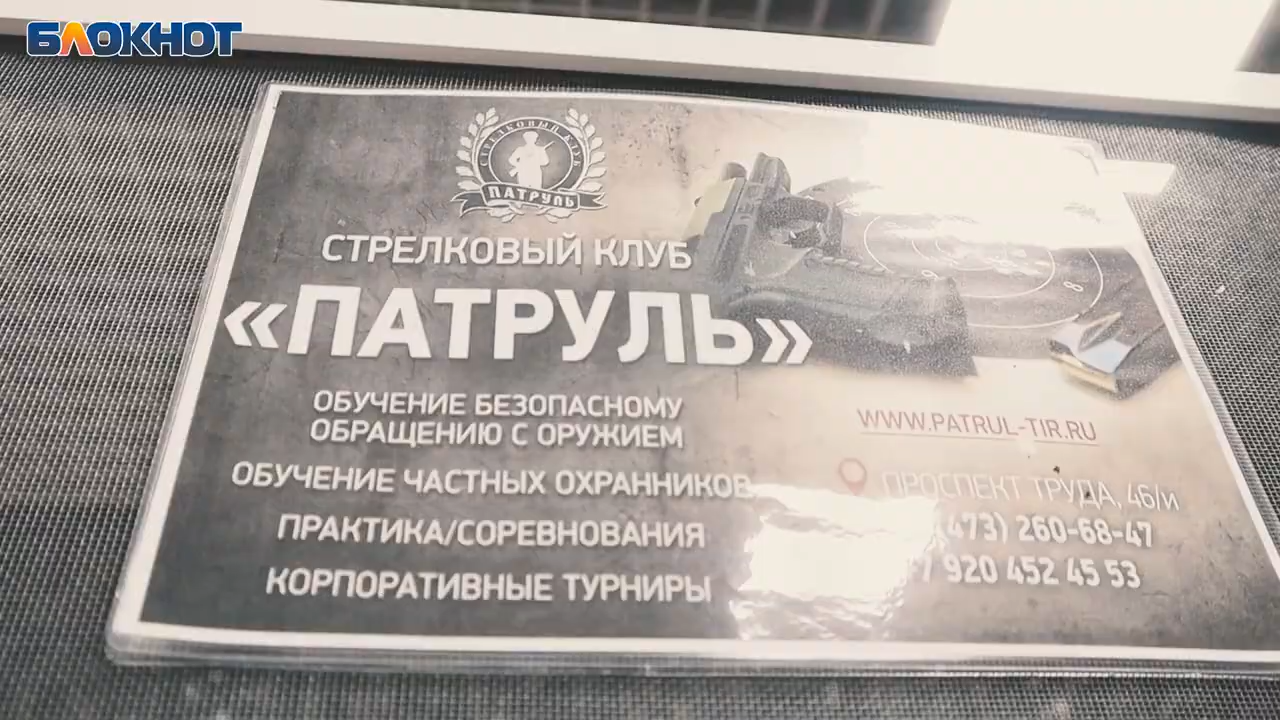 БЛОКНОТ
СТРЕЛКОВЫЙ КЛУБ
ПАТРУЛЬ
СТРЕЛКОВЫЙ КЛУБ
«ПАТРУЛЬ»
ОБУЧЕНИЕ БЕЗОПАСНОМУ
ОБРАЩЕНИЮ С ОРУЖИЕМ
ОБУЧЕНИЕ ЧАСТНЫХ ОХРАННИКОВ
ПРАКТИКА/СОРЕВНОВАНИЯ
КОРПОРАТИВНЫЕ ТУРНИРЫ
WWW.PATRUL-TIR.RU
ПРОСПЕКТ ТРУДА, 46/и
(473) 260-68-47
7 920 452 45 53